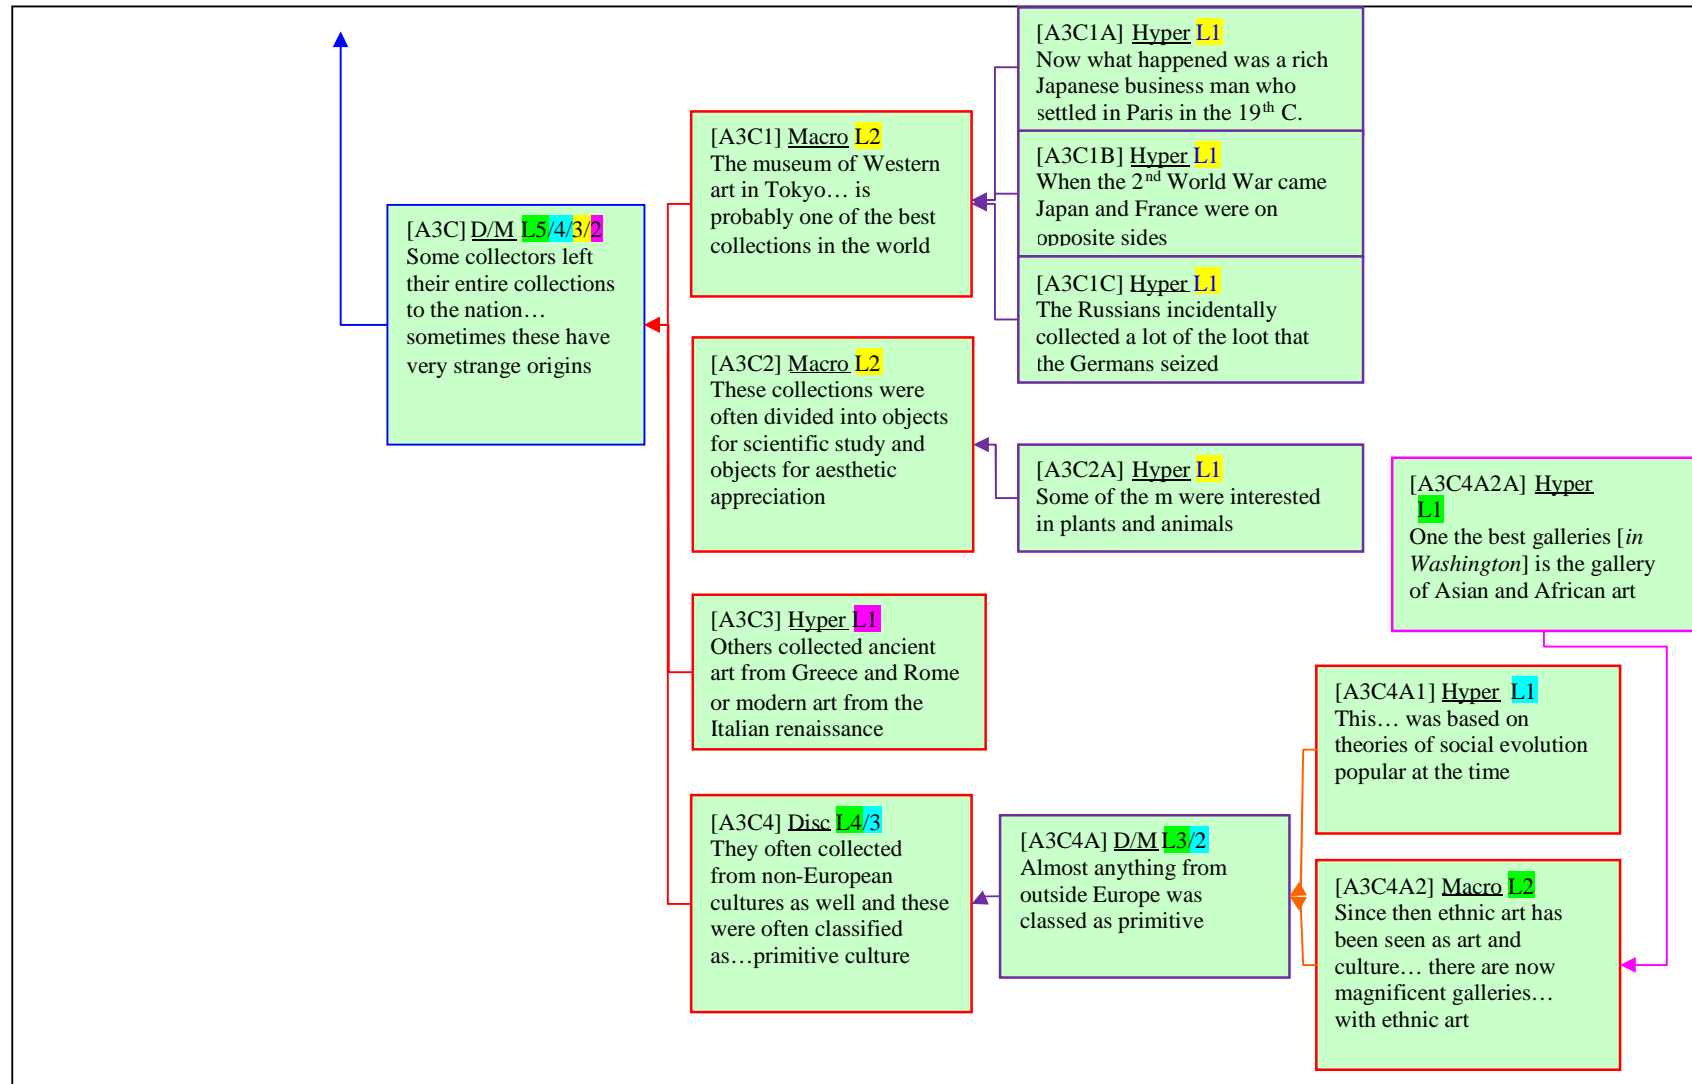 [A3C] D/M L5/4/3/2
Some collectors left
their entire collections
to the nation…
sometimes these have
very strange origins
[A3C1] Macro L2
The museum of Western
art in Tokyo… is
probably one of the best
collections in the world
[A3C1A] Hyper L1
Now what happened was a rich
Japanese business man who
settled in Paris in the 19th C.
[A3C1B] Hyper L1
When the 2nd World War came
Japan and France were on
opposite sides
[A3C1C] Hyper L1
The Russians incidentally
collected a lot of the loot that
the Germans seized
[A3C2] Macro L2
These collections were
often divided into objects
for scientific study and
objects for aesthetic
appreciation
[A3C2A] Hyper L1
Some of the m were interested
in plants and animals
[A3C3] Hyper L1
Others collected ancient
art from Greece and Rome
or modern art from the
Italian renaissance
[A3C4] Disc L4/3
They often collected
from non-European
cultures as well and these
were often classified
as…primitive culture
[A3C4A] D/M L3/2
Almost anything from
outside Europe was
classed as primitive
[A3C4A1] Hyper L1
This… was based on
theories of social evolution
popular at the time
[A3C4A2] Macro L2
Since then ethnic art has
been seen as art and
culture… there are now
magnificent galleries…
with ethnic art
[A3C4A2A] Hyper
L1
One the best galleries [in
Washington] is the gallery
of Asian and African art